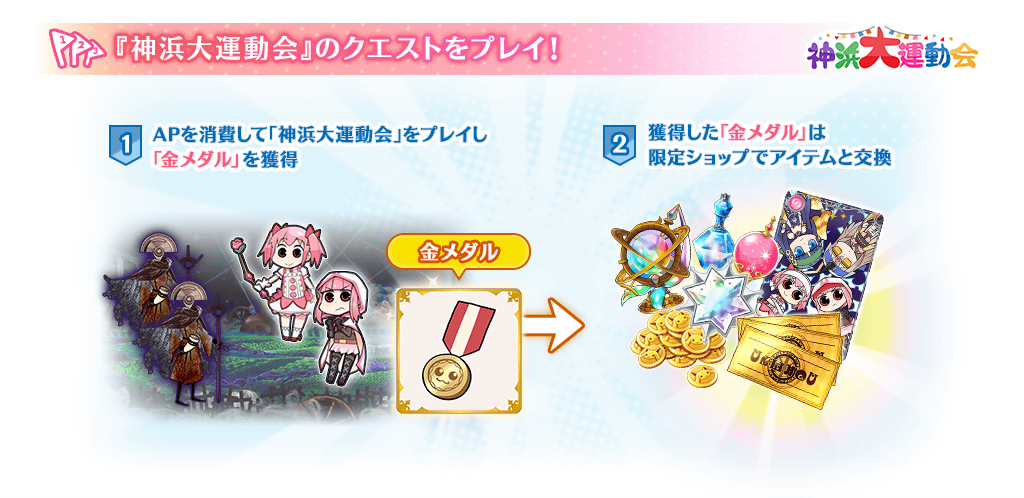 『神浜大運動会』のクエストをプレイ!
神浜大運動会
1
APを消費して「神浜大運動会」をプレイし
「金メダル」を獲得
2
獲得した「金メダル」は
限定ショップでアイテムと交換
金メダル